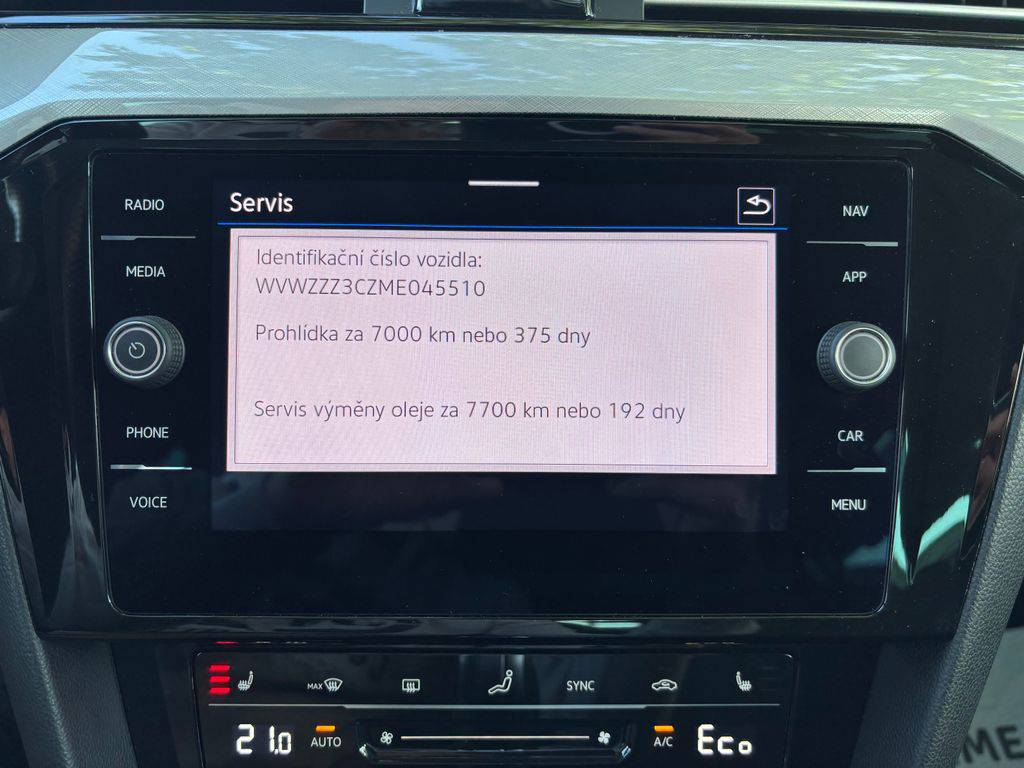 Servis
Identifikační číslo vozidla:
WVWZZZ3CZME045510
Prohlídka za 7000 km nebo 375 dny
Servis výměny oleje za 7700 km nebo 192 dny
RADIO
MEDIA
PHONE
VOICE
NAV
APP
CAR
MENU
MAX
SYNC
21.0
AUTO
A/C
Eco